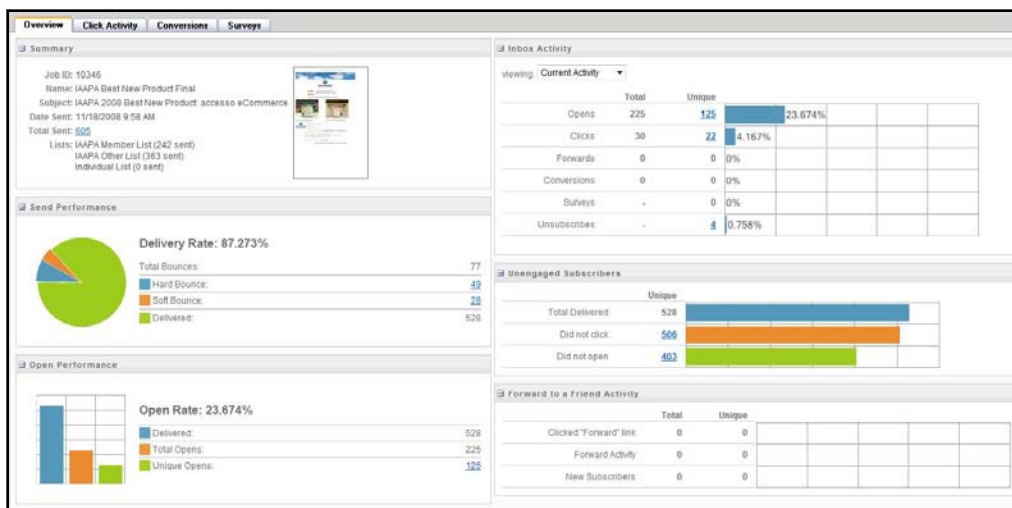 Overview Click Activity Conversions Surveys
Summary
Job ID: 10346
Name: IAAPA Best New Product Final
Subject: IAAPA 2008 Best New Product: accesso eCommerce
Date Sent: 11/18/2008 9:58 AM
Total Sent: 605
Lists: IAAPA Member List (242 sent)
IAAPA Other List (363 sent)
Individual List (0 sent)
Send Performance
Delivery Rate: 87.273%
Total Bounces: 77
Hard Bounce: 49
Soft Bounce: 28
Delivered: 528
Open Performance
Open Rate: 23.674%
Delivered: 528
Total Opens: 225
Unique Opens: 125
Inbox Activity
viewing: Current Activity
Total Unique
Opens 225 125 23.674%
Clicks 30 22 4.167%
Forwards 0 0 0%
Conversions 0 0 0%
Surveys - 0 0%
Unsubscribes - 4 0.758%
Unengaged Subscribers
Unique
Total Delivered 528
Did not click 506
Did not open 403
Forward to a Friend Activity
Total Unique
Clicked "Forward" link 0 0
Forward Activity 0 0
New Subscribers 0 0